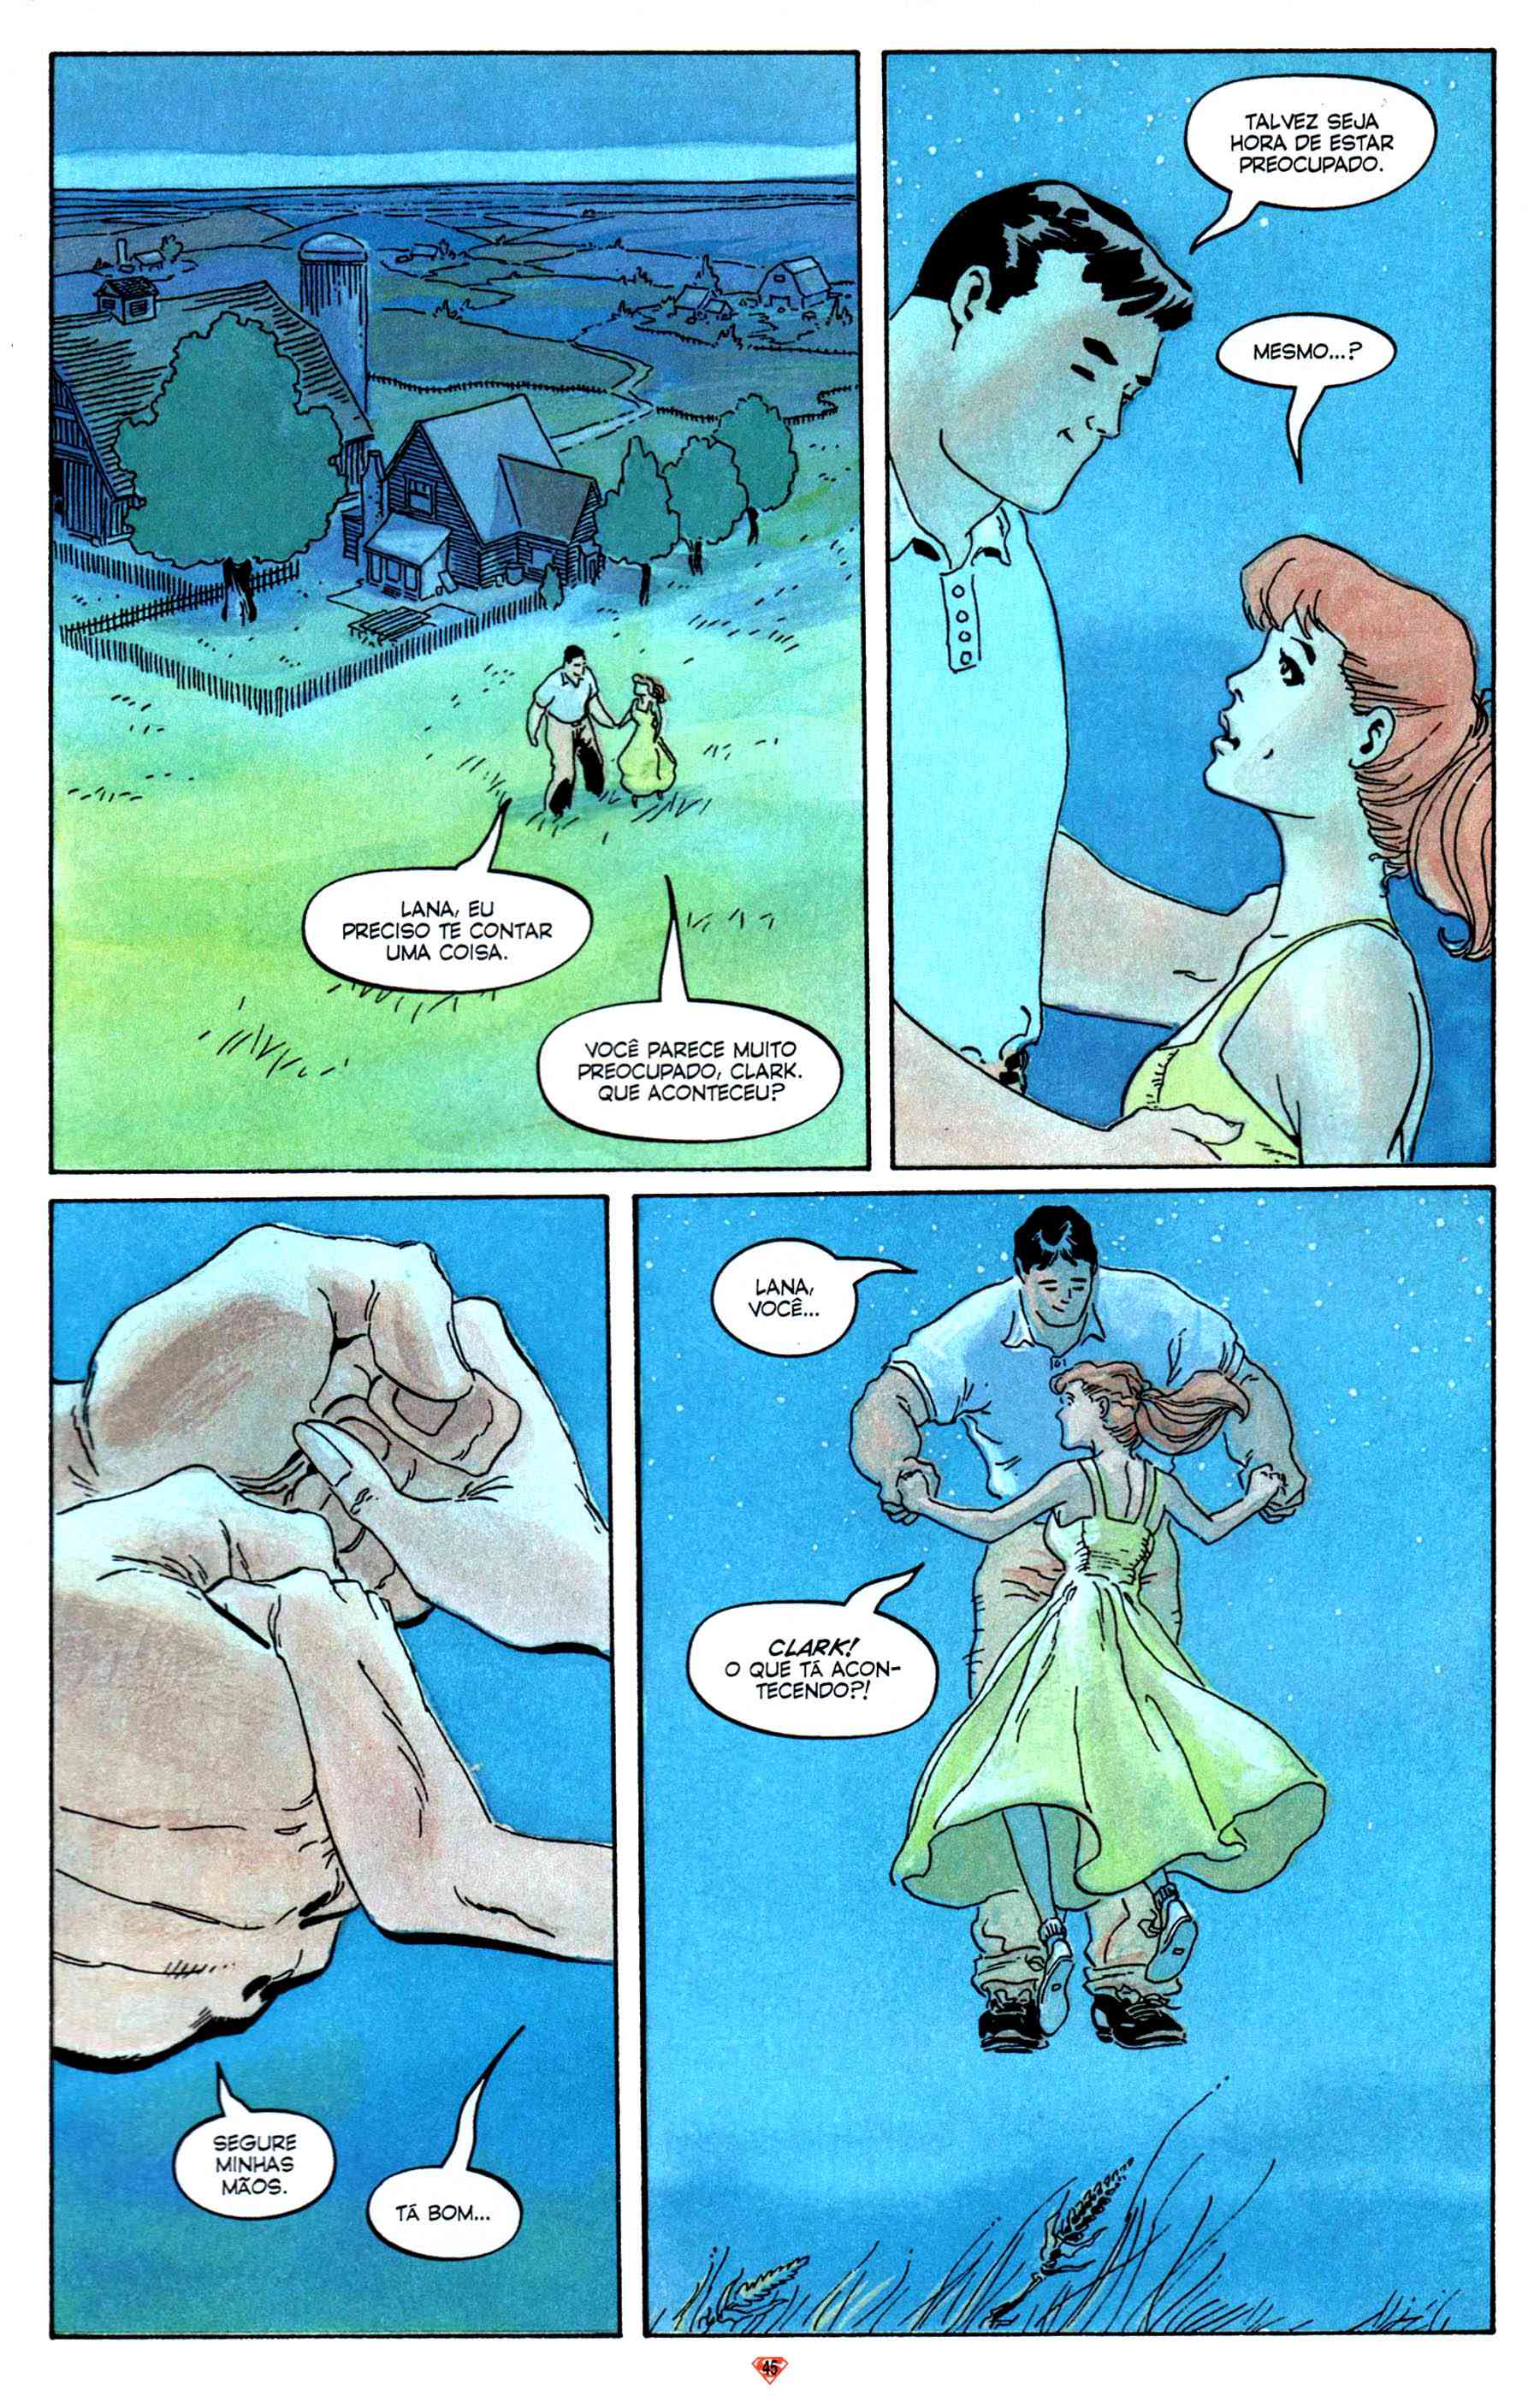 LANA, EU
PRECISO TE CONTAR
UMA COISA.
VOCÊ PARECE MUITO
PREOCUPADO, CLARK.
QUE ACONTECEU?
TALVEZ SEJA
HORA DE ESTAR
PREOCUPADO.
MESMO...?
SEGURE
MINHAS
MÃOS.
TÁ BOM...
LANA,
VOCÊ...
CLARK!
O QUE TÁ ACON-
TECENDO?!
45